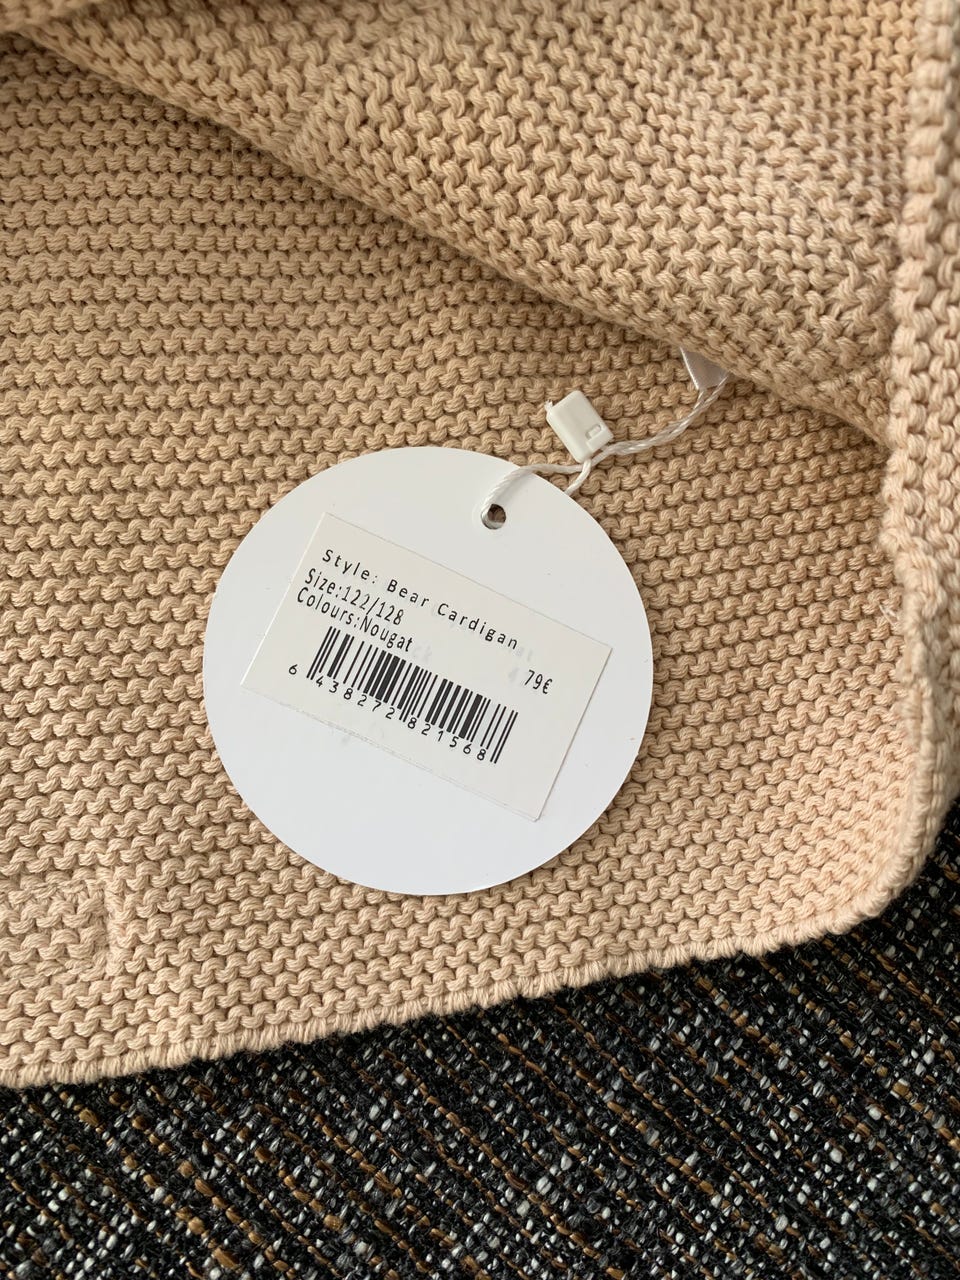 Style: Bear Cardigan
Size:122/128
Colours:Nougat
79€
6 438272 821568